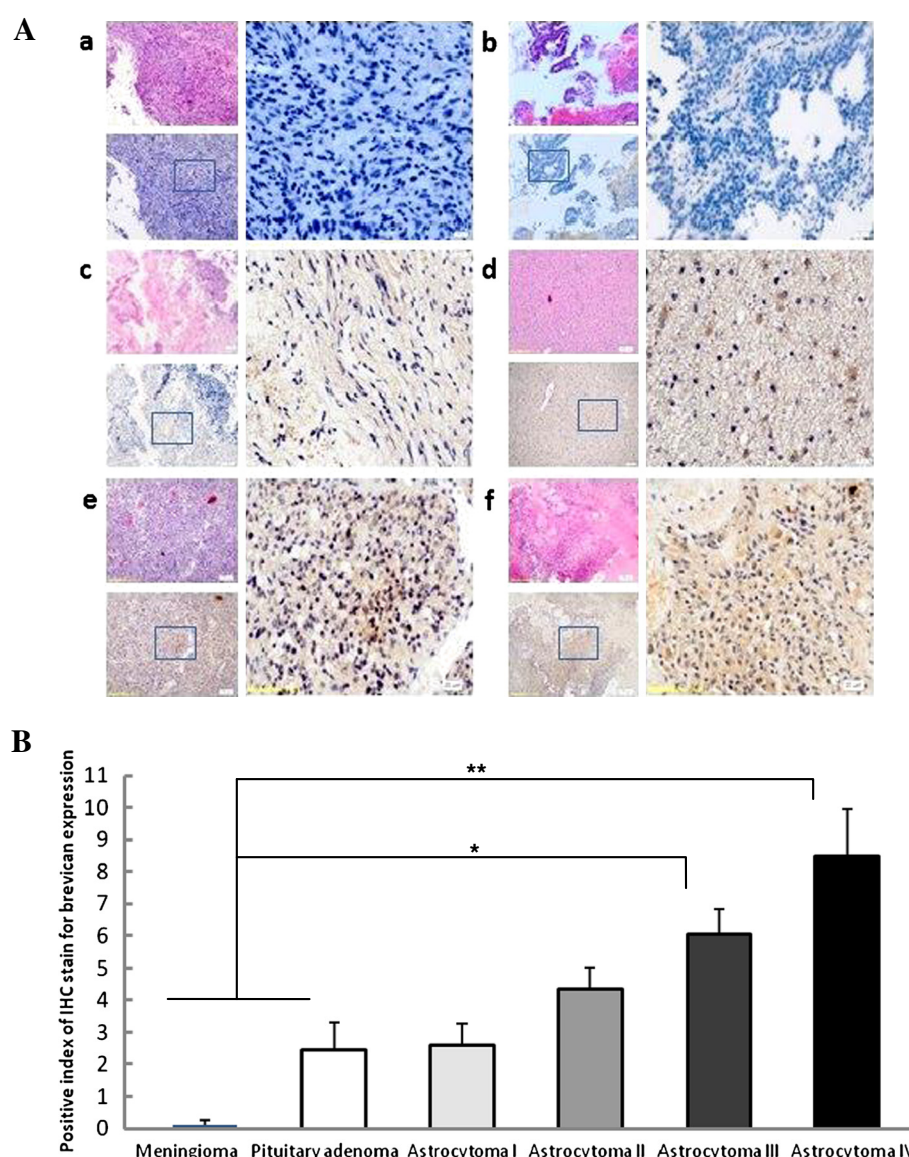 A
a
b
c
d
e
f
B
Positive index of IHC stain for brevican expression
11
10
9
8
7
6
5
4
3
2
1
0
**
*
Meningioma Pituitary adenoma Astrocytoma I Astrocytoma II Astrocytoma III Astrocytoma IV